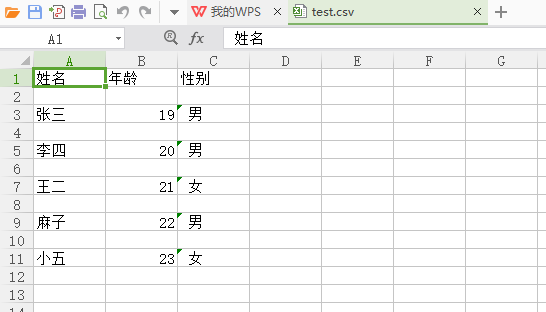 我的WPS test.csv
A1 fx 姓名
A B C D E F G
1 姓名 年龄 性别
2
3 张三 19 男
4
5 李四 20 男
6
7 王二 21 女
8
9 麻子 22 男
10
11 小五 23 女
12
13
14